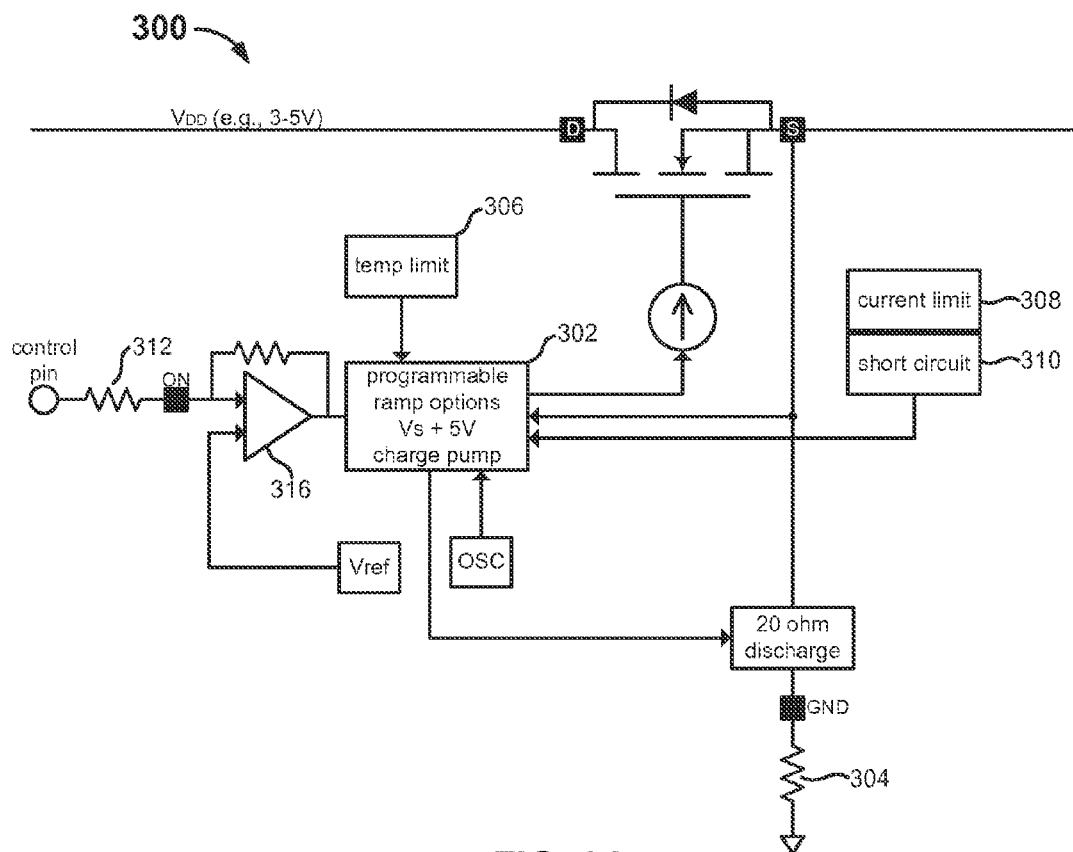 300
VDD (e.g., 3-5V)
D
S
306
temp limit
current limit
308
302
short circuit
310
control
pin
312
ON
programmable
ramp options
Vs + 5V
charge pump
316
Vref
OSC
20 ohm
discharge
GND
304